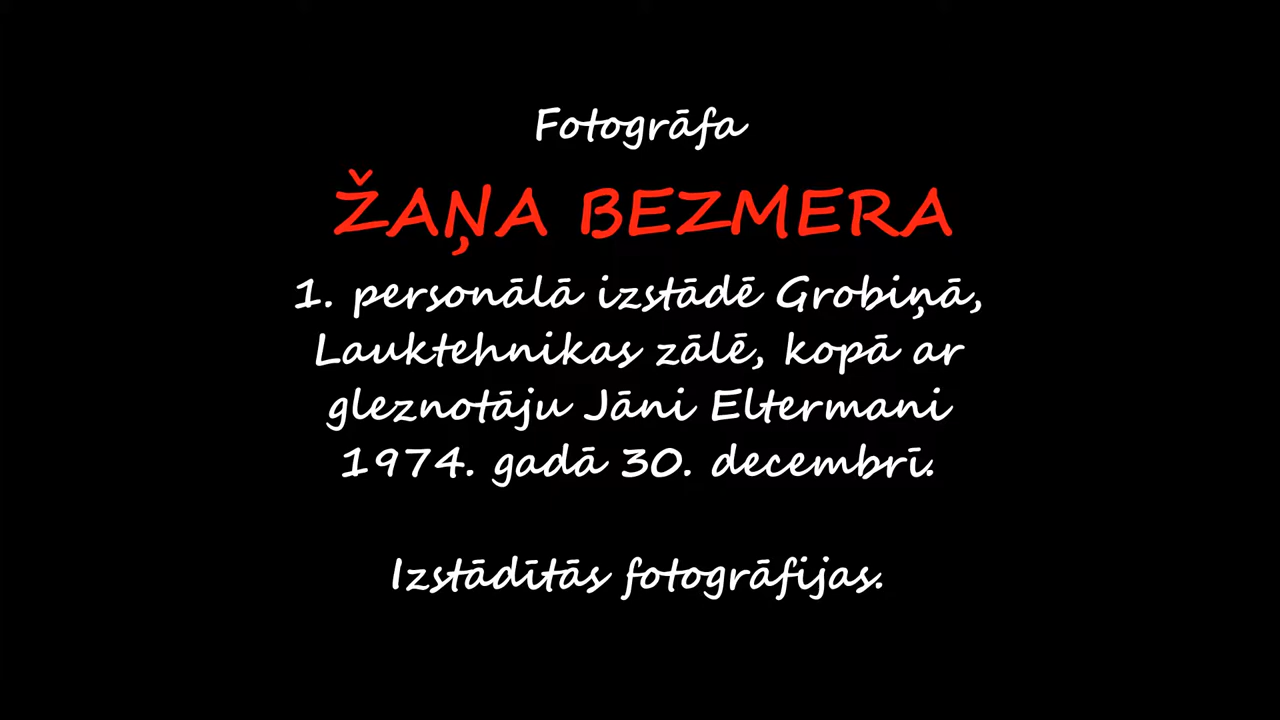 Fotogrāfa
ŽAŅA BEZMERA
1. personālā izstādē Grobiņā,
Lauktehnikas zālē, kopā ar
gleznotāju Jāni Eltermani
1974. gadā 30. decembrī.
Izstādītās fotogrāfijas.